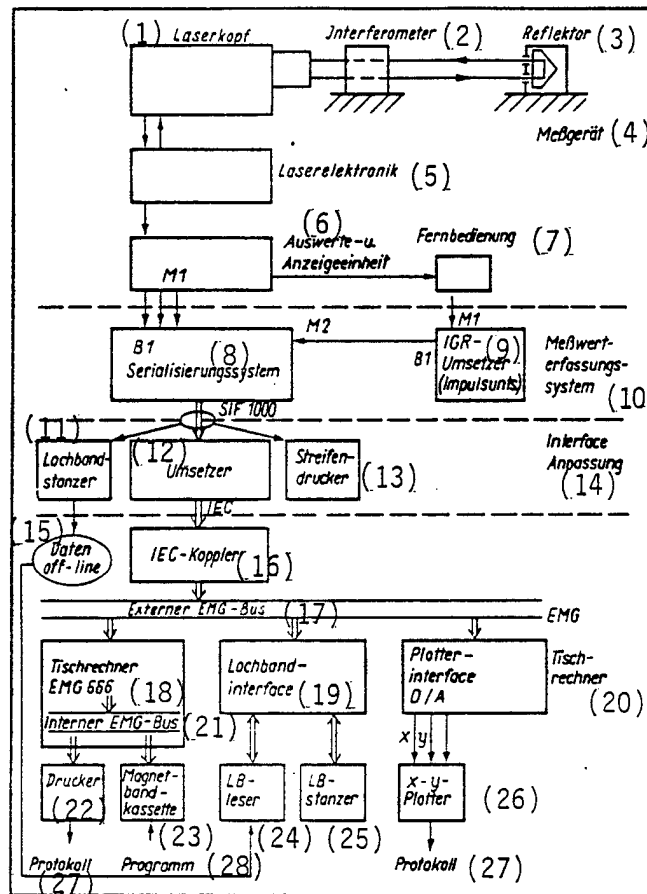 (1) Laserkopf
Interferometer (2)
Reflektor (3)
Meßgerät (4)
Laserelektronik (5)
(6)
Auswerte-u.
Anzeigeeinheit
Fernbedienung (7)
M1
M2
M1
B1 (8)
Serialisierungssystem
B1
IGR- (9)
Umsetzer
(Impulsunts)
Meßwert-
erfassungs-
system (10)
SIF 1000
(11)
Lochband-
stanzer
(12)
Umsetzer
Streifen-
drucker (13)
Interface
Anpassung
(14)
IEC
(15)
Daten
off-line
IEC-Kopplerr (16)
Externer EMG-Bus (17)
EMG
Tischrechner
EMG 666 (18)
Interner EMG-Bus (21)
Lochband-
interface (19)
Plotter-
interface
D/A
Tisch-
rechner
(20)
x y
Drucker
(22)
Magnet-
band-
kassette
(23)
LB-
leser
(24)
LB-
stanzer
(25)
x-y-
Plotter
(26)
Protokoll
(27)
Programm (28)
Protokoll (27)